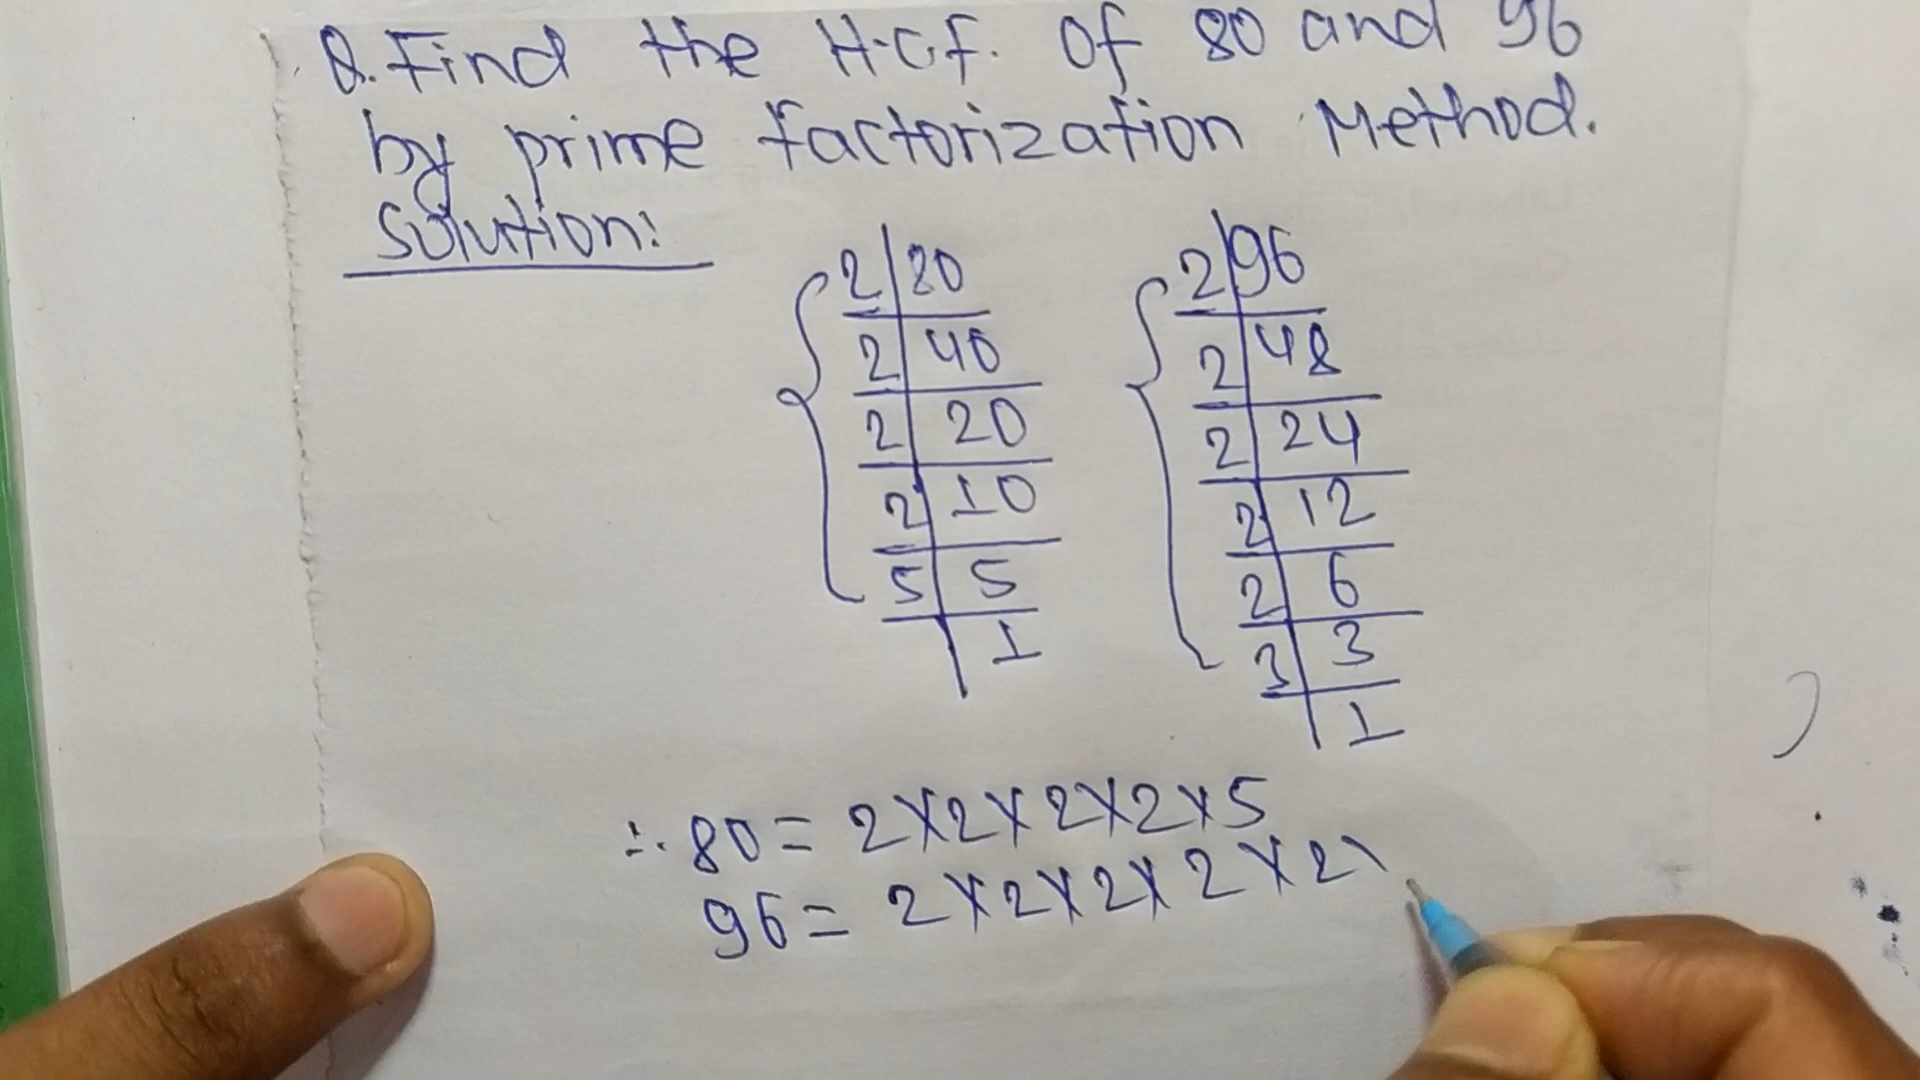 Q. Find the H.C.F. of 80 and 96
by prime factorization Method.
Solution:
2 80
2 40
2 20
2 10
5 5
1
2 96
2 48
2 24
2 12
2 6
3 3
1
∴ 80 = 2×2×2×2×5
96 = 2×2×2×2×2